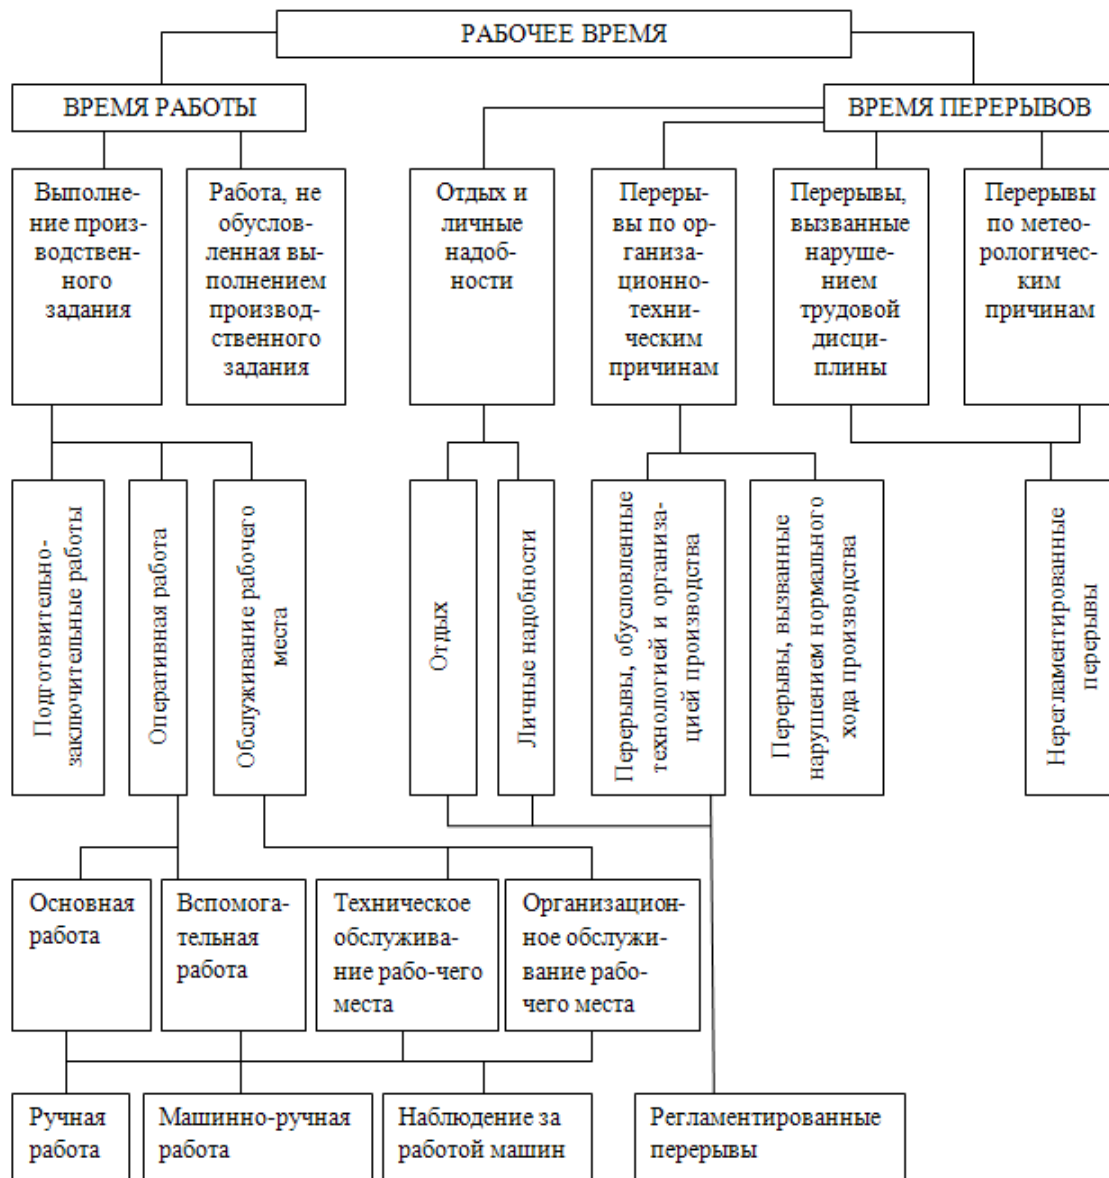 РАБОЧЕЕ ВРЕМЯ
ВРЕМЯ РАБОТЫ
ВРЕМЯ ПЕРЕРЫВОВ
Выполне-
ние произ-
водствен-
ного
задания
Работа, не
обуслов-
ленная вы-
полнением
производ-
ственного
задания
Отдых и
личные
надоб-
ности
Переры-
вы по ор-
ганиза-
ционно-
техни-
ческим
причинам
Перерывы,
вызванные
наруше-
нием
трудовой
дисци-
плины
Перерывы
по метео-
рологичес-
ким
причинам
Подготовительно-
заключительные работы
Оперативная работа
Обслуживание рабочего
места
Отдых
Личные надобности
Перерывы, обусловленные
технологией и организа-
цией производства
Перерывы, вызванные
нарушением нормального
хода производства
Нерегламентированные
перерывы
Основная
работа
Вспомога-
тельная
работа
Техническое
обслужива-
ние рабо-чего
места
Организацион-
ное обслужи-
вание рабо-
чего места
Ручная
работа
Машинно-ручная
работа
Наблюдение за
работой машин
Регламентированные
перерывы